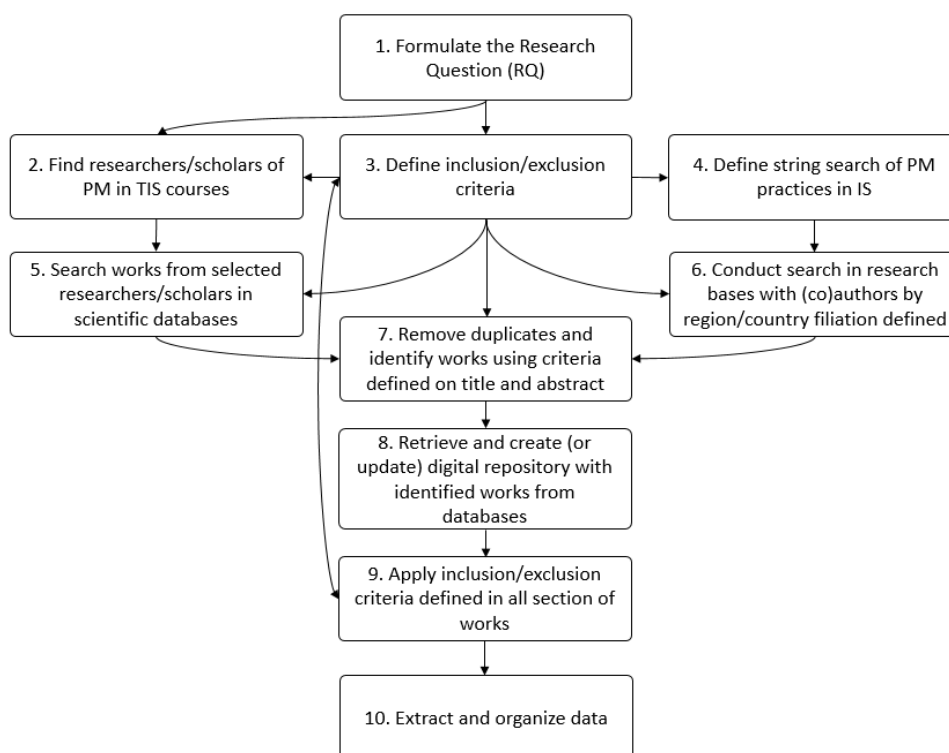 1. Formulate the Research
Question (RQ)
2. Find researchers/scholars of
PM in TIS courses
3. Define inclusion/exclusion
criteria
4. Define string search of PM
practices in IS
5. Search works from selected
researchers/scholars in
scientific databases
6. Conduct search in research
bases with (co)authors by
region/country filiation defined
7. Remove duplicates and
identify works using criteria
defined on title and abstract
8. Retrieve and create (or
update) digital repository with
identified works from
databases
9. Apply inclusion/exclusion
criteria defined in all section of
works
10. Extract and organize data